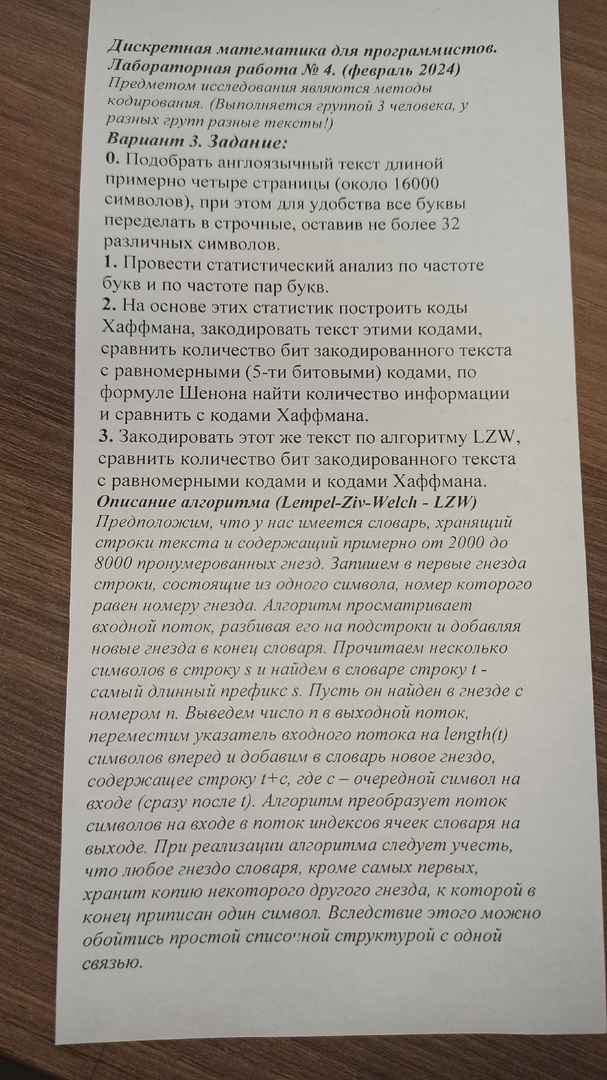 Дискретная математика для программистов.
Лабораторная работа № 4. (февраль 2024)
Предметом исследования являются методы
кодирования. (Выполняется группой 3 человека, у
разных групп разные тексты!)
Вариант 3. Задание:
0. Подобрать англоязычный текст длиной
примерно четыре страницы (около 16000
символов), при этом для удобства все буквы
переделать в строчные, оставив не более 32
различных символов.
1. Провести статистический анализ по частоте
букв и по частоте пар букв.
2. На основе этих статистик построить коды
Хаффмана, закодировать текст этими кодами,
сравнить количество бит закодированного текста
с равномерными (5-ти битовыми) кодами, по
формуле Шенона найти количество информации
и сравнить с кодами Хаффмана.
3. Закодировать этот же текст по алгоритму LZW,
сравнить количество бит закодированного текста
с равномерными кодами и кодами Хаффмана.
Описание алгоритма (Lempel-Ziv-Welch - LZW)
Предположим, что у нас имеется словарь, хранящий
строки текста и содержащий примерно от 2000 до
8000 пронумерованных гнезд. Запишем в первые гнезда
строки, состоящие из одного символа, номер которого
равен номеру гнезда. Алгоритм просматривает
входной поток, разбивая его на подстроки и добавляя
новые гнезда в конец словаря. Прочитаем несколько
символов в строку s и найдем в словаре строку t -
самый длинный префикс s. Пусть он найден в гнезде с
номером n. Выведем число n в выходной поток,
переместим указатель входного потока на length(t)
символов вперед и добавим в словарь новое гнездо,
содержащее строку t+c, где c – очередной символ на
входе (сразу после t). Алгоритм преобразует поток
символов на входе в поток индексов ячеек словаря на
выходе. При реализации алгоритма следует учесть,
что любое гнездо словаря, кроме самых первых,
хранит копию некоторого другого гнезда, к которой в
конец приписан один символ. Вследствие этого можно
обойтись простой списочной структурой с одной
связью.